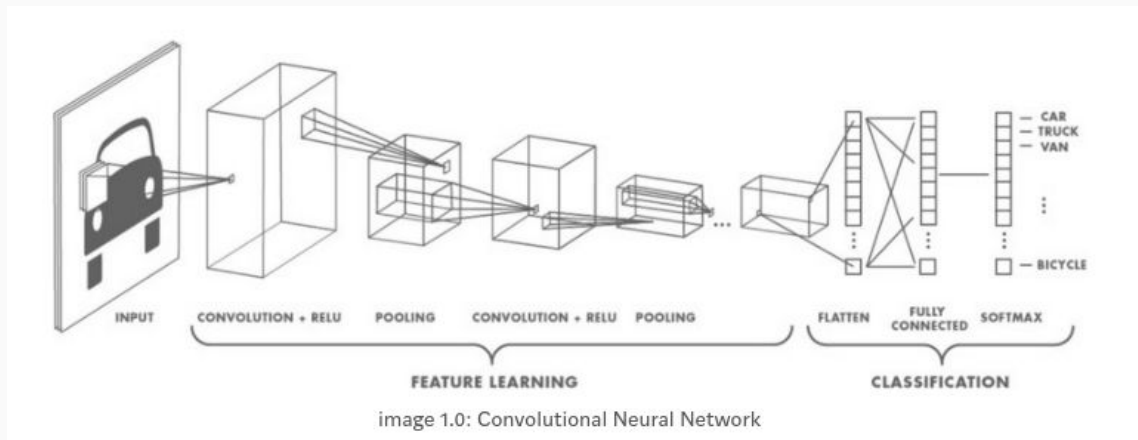 CAR
TRUCK
VAN
BICYCLE
INPUT
CONVOLUTION + RELU
POOLING
CONVOLUTION + RELU
POOLING
FLATTEN
FULLY
CONNECTED
SOFTMAX
FEATURE LEARNING
CLASSIFICATION
image 1.0: Convolutional Neural Network